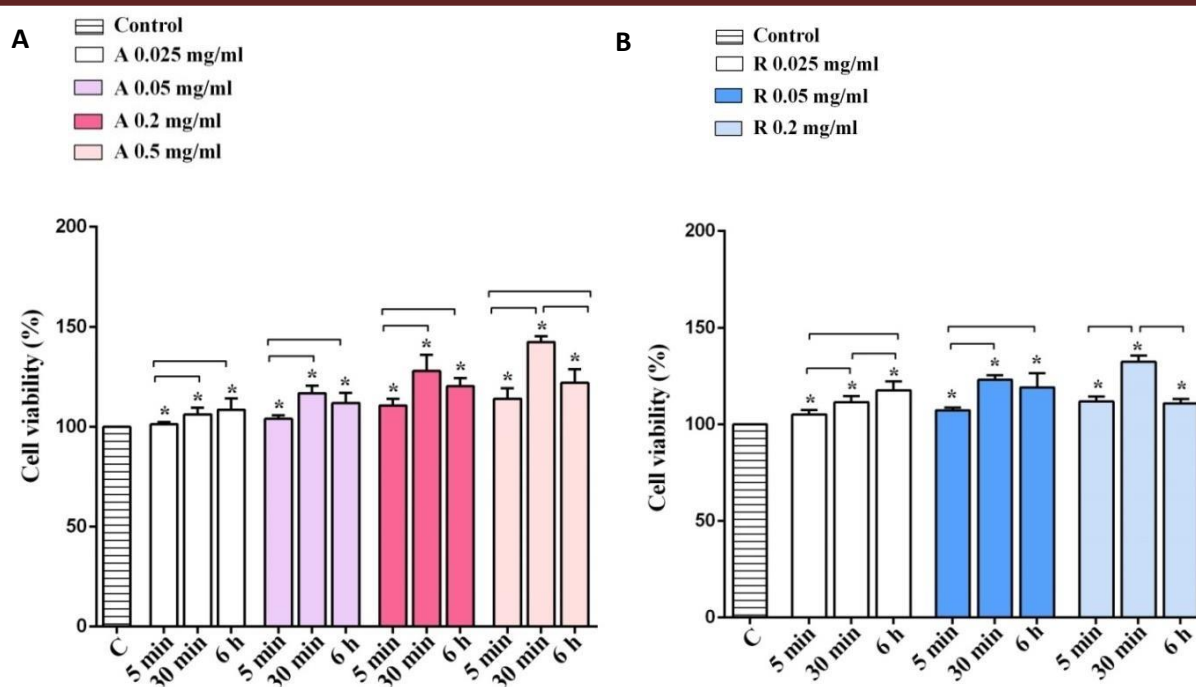 A
Control
A 0.025 mg/ml
A 0.05 mg/ml
A 0.2 mg/ml
A 0.5 mg/ml
Cell viability (%)
200
150
100
50
0
* * * * * * * * * * * *
C
5 min
30 min
6 h
5 min
30 min
6 h
5 min
30 min
6 h
5 min
30 min
6 h
B
Control
R 0.025 mg/ml
R 0.05 mg/ml
R 0.2 mg/ml
Cell viability (%)
200
150
100
50
0
* * * * * * * * *
C
5 min
30 min
6 h
5 min
30 min
6 h
5 min
30 min
6 h